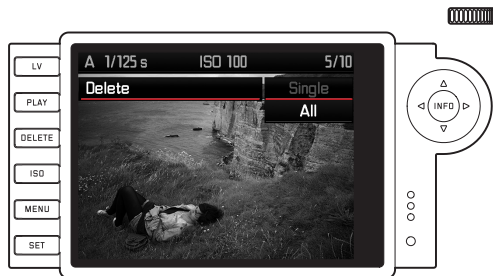 LV
PLAY
DELETE
ISO
MENU
SET
A 1/125 s ISO 100 5/10
Delete Single
All
INFO